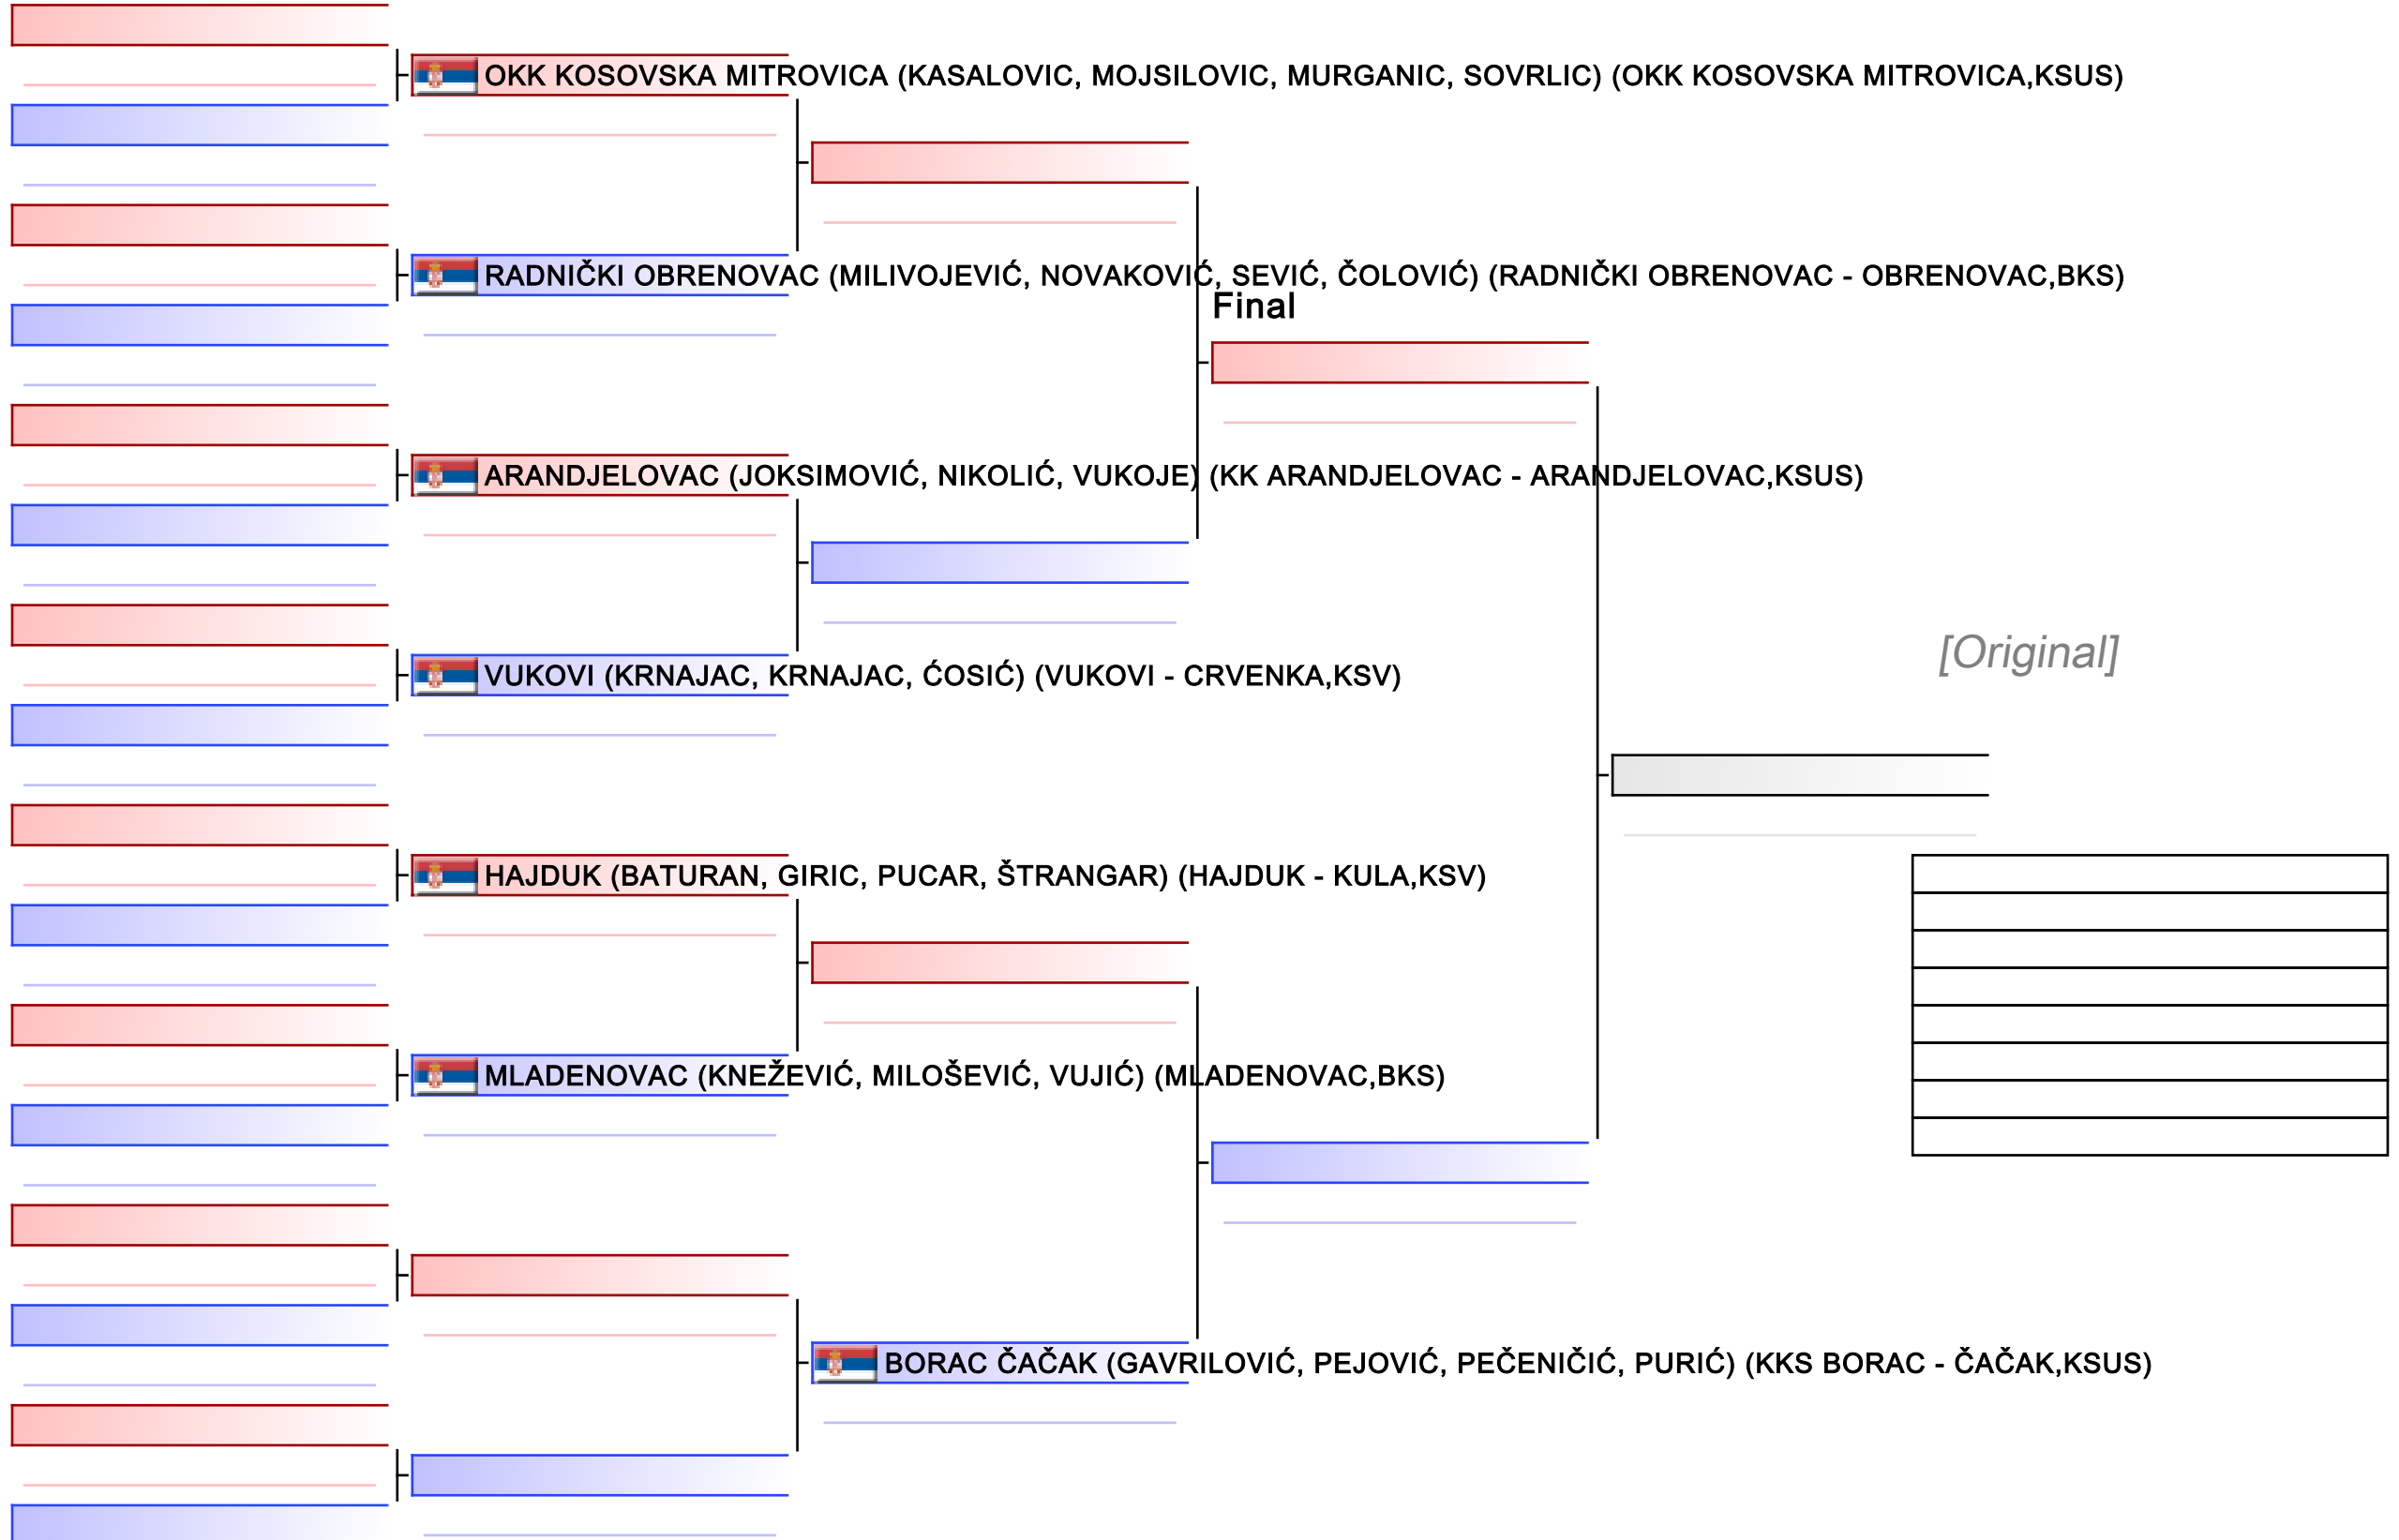 OKK KOSOVSKA MITROVICA (KASALOVIC, MOJSILOVIC, MURGANIC, SOVRLIC) (OKK KOSOVSKA MITROVICA,KSUS)
RADNIČKI OBRENOVAC (MILIVOJEVIĆ, NOVAKOVIĆ, SEVIĆ, ČOLOVIĆ) (RADNIČKI OBRENOVAC - OBRENOVAC,BKS)
Final
ARANDJELOVAC (JOKSIMOVIĆ, NIKOLIĆ, VUKOJE) (KK ARANDJELOVAC - ARANDJELOVAC,KSUS)
[Original]
VUKOVI (KRNAJAC, KRNAJAC, ĆOSIĆ) (VUKOVI - CRVENKA,KSV)
HAJDUK (BATURAN, GIRIC, PUCAR, ŠTRANGAR) (HAJDUK - KULA,KSV)
MLADENOVAC (KNEŽEVIĆ, MILOŠEVIĆ, VUJIĆ) (MLADENOVAC,BKS)
BORAC ČAČAK (GAVRILOVIĆ, PEJOVIĆ, PEČENIČIĆ, PURIĆ) (KKS BORAC - ČAČAK,KSUS)